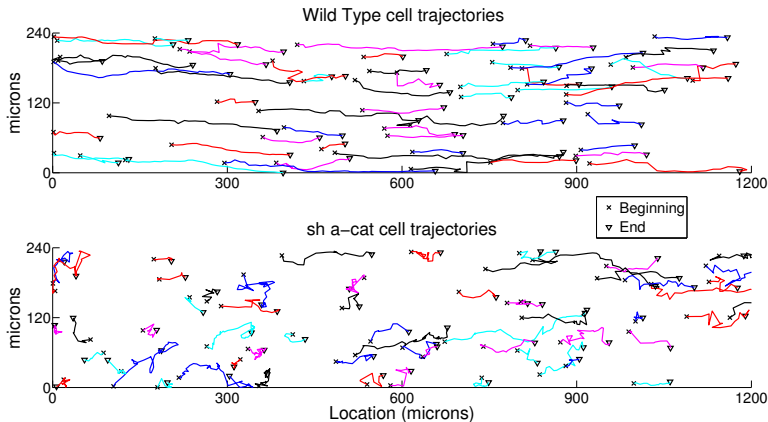 Wild Type cell trajectories
240
120
0
microns
0 300 600 900 1200
Beginning
End
sh a-cat cell trajectories
240
120
0
microns
0 300 600 900 1200
Location (microns)